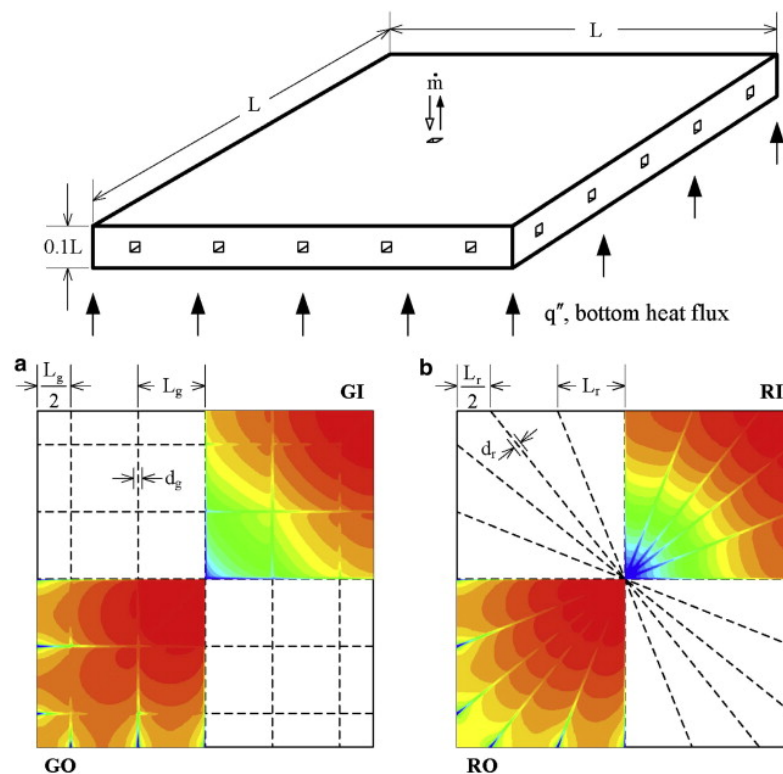 L
L
ṁ
0.1L
q″, bottom heat flux
a
L_g/2
L_g
GI
d_g
GO
b
L_r/2
L_r
RI
d_r
RO